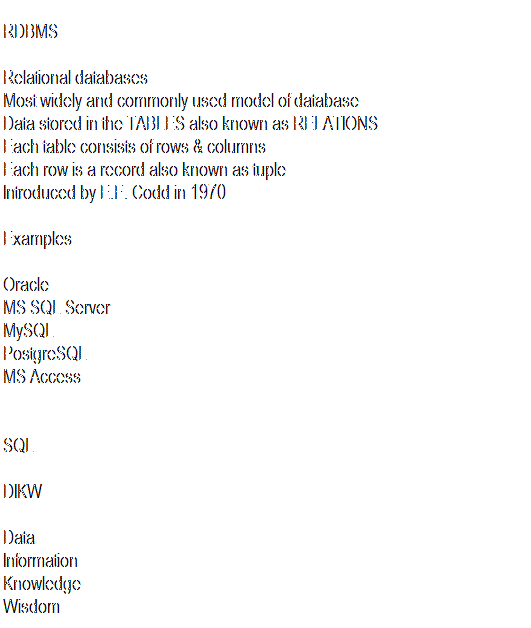 RDBMS
Relational databases
Most widely and commonly used model of database
Data stored in the TABLES also known as RELATIONS
Each table consists of rows & columns
Each row is a record also known as tuple
Introduced by E.F. Codd in 1970
Examples
Oracle
MS SQL Server
MySQL
PostgreSQL
MS Access
SQL
DIKW
Data
Information
Knowledge
Wisdom